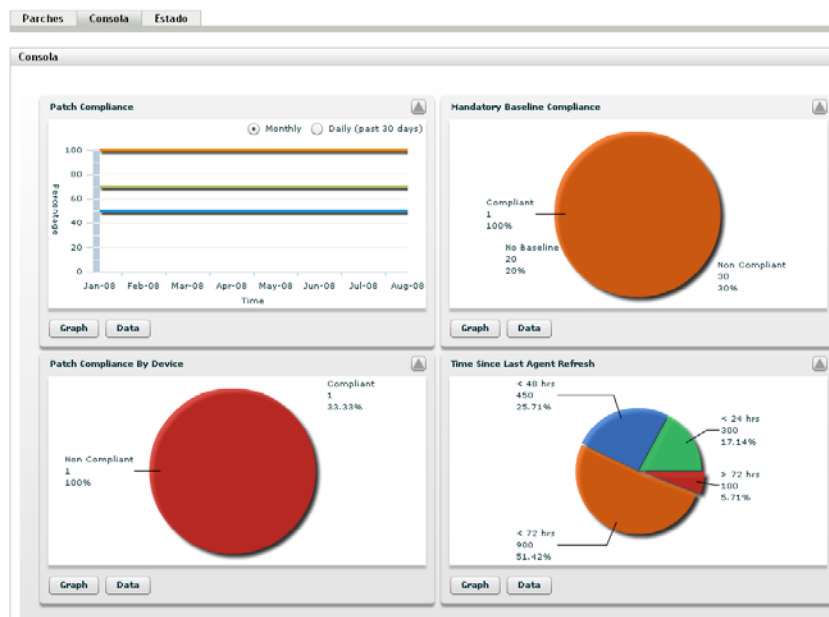 Parches Consola Estado
Consola
Patch Compliance
Monthly Daily (past 30 days)
100
80
60
40
20
0
Percentage
Jan-08 Feb-08 Mar-08 Apr-08 May-08 Jun-08 Jul-08 Aug-08
Time
Graph Data
Mandatory Baseline Compliance
Compliant
1
100%
No Baseline
20
20%
Non Compliant
30
30%
Graph Data
Patch Compliance By Device
Compliant
1
33.33%
Non Compliant
1
100%
Graph Data
Time Since Last Agent Refresh
< 48 hrs
450
25.71%
< 24 hrs
300
17.14%
> 72 hrs
100
5.71%
< 72 hrs
900
51.42%
Graph Data